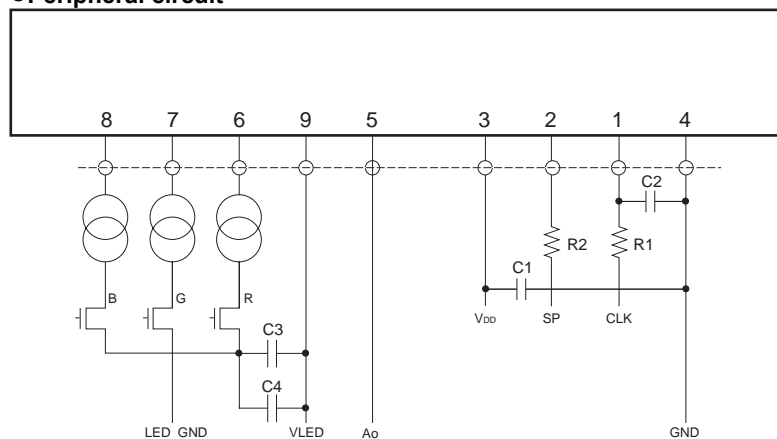 ●Peripheral circuit
8 7 6 9 5 3 2 1 4
C2
R2 R1
C1
B G R
VDD SP CLK
C3
C4
LED GND VLED Ao GND